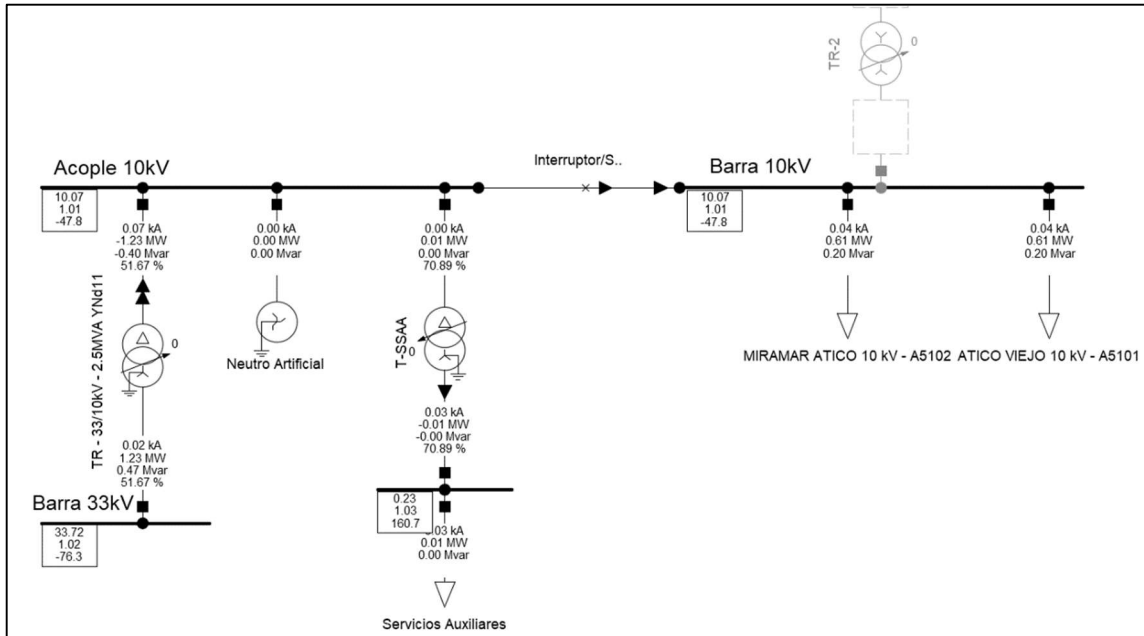 TR-2
0
Acople 10kV
Interruptor/S..
Barra 10kV
10.07
1.01
-47.8
10.07
1.01
-47.8
0.07 kA
-1.23 MW
-0.40 Mvar
51.67 %
0.00 kA
0.00 MW
0.00 Mvar
0.00 kA
0.01 MW
0.00 Mvar
70.89 %
0.04 kA
0.61 MW
0.20 Mvar
0.04 kA
0.61 MW
0.20 Mvar
TR - 33/10kV - 2.5MVA YNd11
0
Neutro Artificial
T-SSAA
0
MIRAMAR ATICO 10 kV - A5102
ATICO VIEJO 10 kV - A5101
0.02 kA
1.23 MW
0.47 Mvar
51.67 %
0.03 kA
-0.01 MW
-0.00 Mvar
70.89 %
Barra 33kV
33.72
1.02
-76.3
0.23
1.03
160.7
0.03 kA
0.01 MW
0.00 Mvar
Servicios Auxiliares